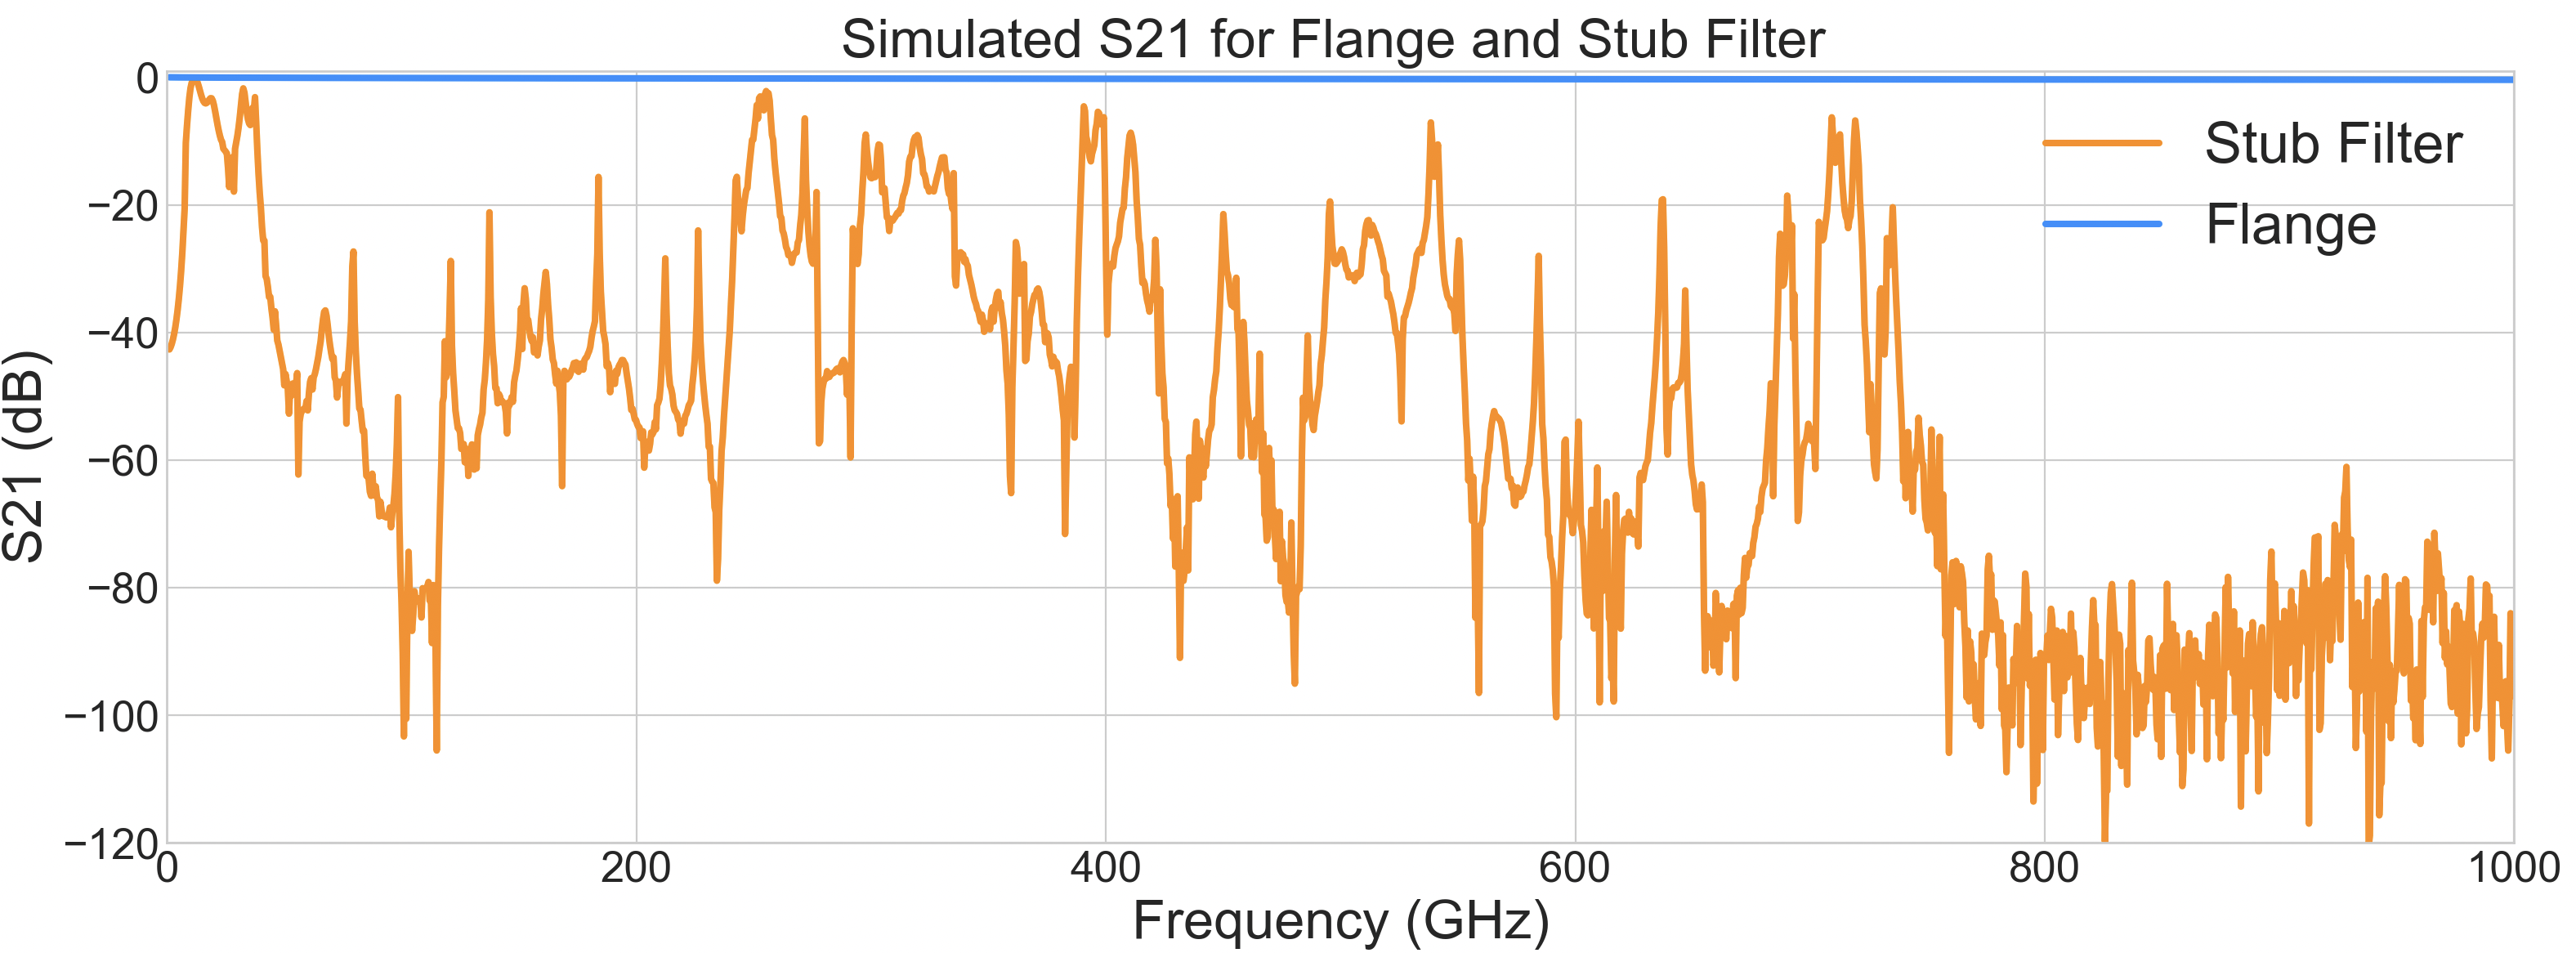 Simulated S21 for Flange and Stub Filter
0
−20
−40
−60
−80
−100
−120
S21 (dB)
Stub Filter
Flange
0
200
400
600
800
1000
Frequency (GHz)